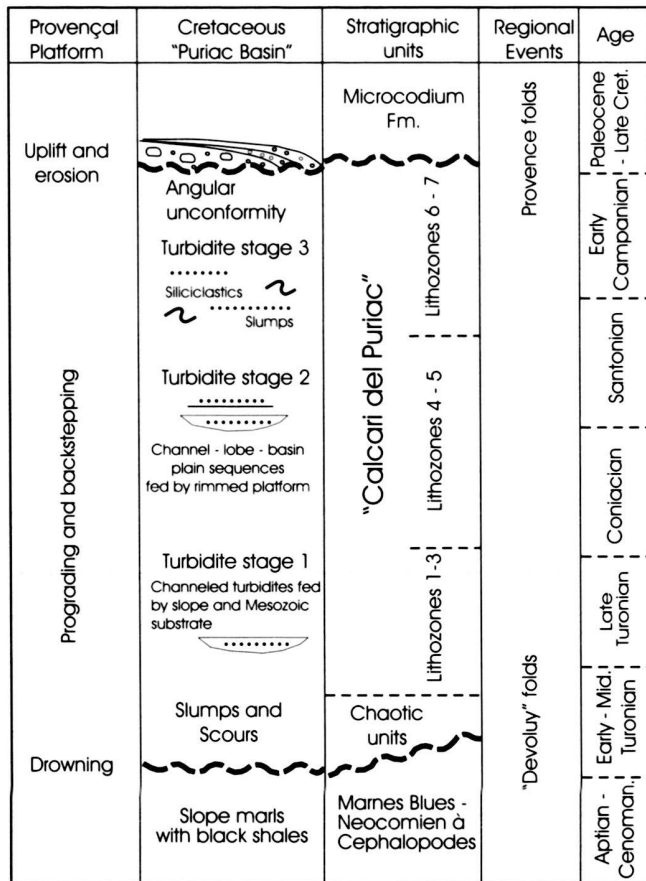 Provençal
Platform
Cretaceous
"Puriac Basin"
Stratigraphic
units
Regional
Events
Age
Uplift and
erosion
Prograding and backstepping
Drowning
Angular
unconformity
Turbidite stage 3
Siliciclastics
Slumps
Turbidite stage 2
Channel - lobe - basin
plain sequences
fed by rimmed platform
Turbidite stage 1
Channeled turbidites fed
by slope and Mesozoic
substrate
Slumps and
Scours
Slope marls
with black shales
Microcodium
Fm.
"Calcari del Puriac"
Lithozones 6 - 7
Lithozones 4 - 5
Lithozones 1-3
Chaotic
units
Marnes Blues -
Neocomien à
Cephalopodes
Provence folds
"Devoluy" folds
Paleocene
- Late Cret.
Early
Campanian
Santonian
Coniacian
Late
Turonian
Early - Mid.
Turonian
Aptian -
Cenoman.